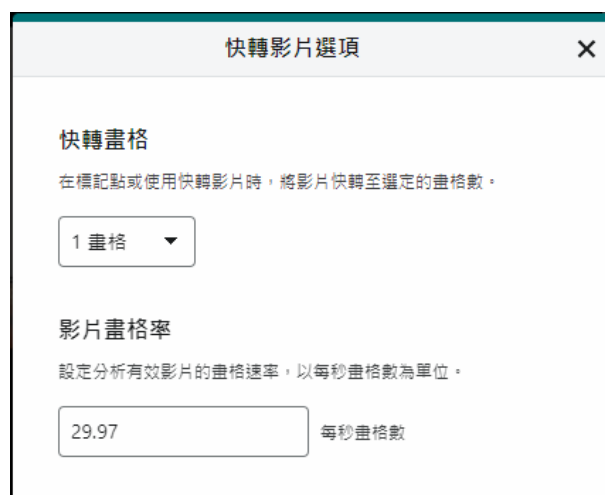 快轉影片選項
快轉畫格
在標記點或使用快轉影片時，將影片快轉至選定的畫格數。
1 畫格
影片畫格率
設定分析有效影片的畫格速率，以每秒畫格數為單位。
29.97 每秒畫格數